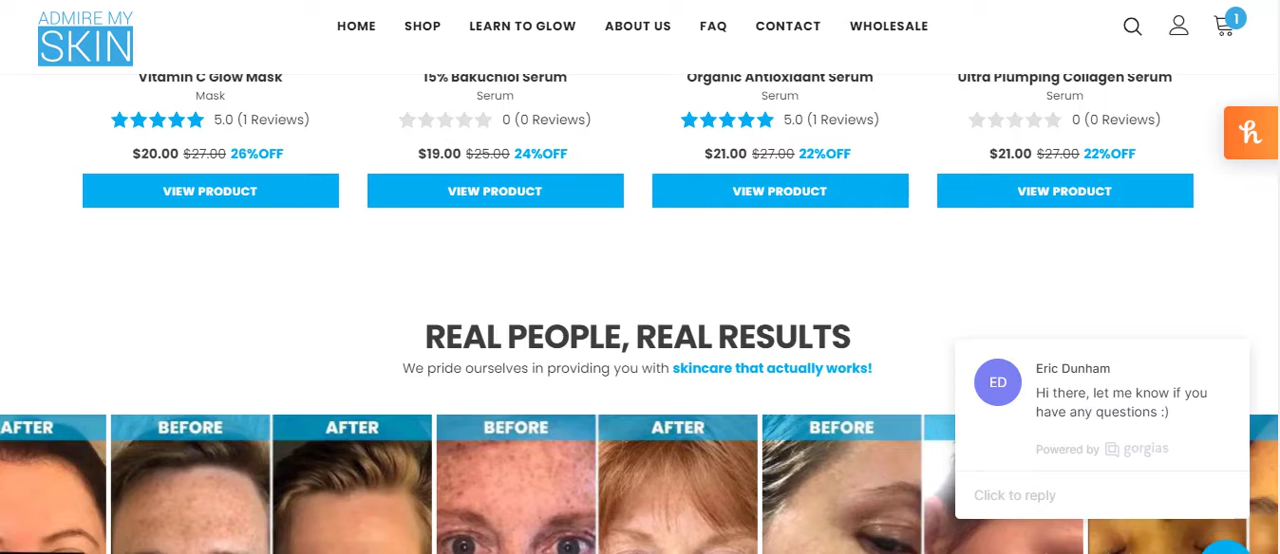 ADMIRE MY
SKIN
HOME SHOP LEARN TO GLOW ABOUT US FAQ CONTACT WHOLESALE
1
Vitamin C Glow Mask
Mask
5.0 (1 Reviews)
$20.00 $27.00 26%OFF
VIEW PRODUCT
15% Bakuchiol Serum
Serum
0 (0 Reviews)
$19.00 $25.00 24%OFF
VIEW PRODUCT
Organic Antioxidant Serum
Serum
5.0 (1 Reviews)
$21.00 $27.00 22%OFF
VIEW PRODUCT
Ultra Plumping Collagen Serum
Serum
0 (0 Reviews)
$21.00 $27.00 22%OFF
VIEW PRODUCT
h
REAL PEOPLE, REAL RESULTS
We pride ourselves in providing you with skincare that actually works!
AFTER BEFORE AFTER BEFORE AFTER BEFORE
ED
Eric Dunham
Hi there, let me know if you
have any questions :)
Powered by gorgias
Click to reply